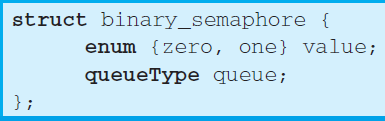 struct binary_semaphore {
enum {zero, one} value;
queueType queue;
};